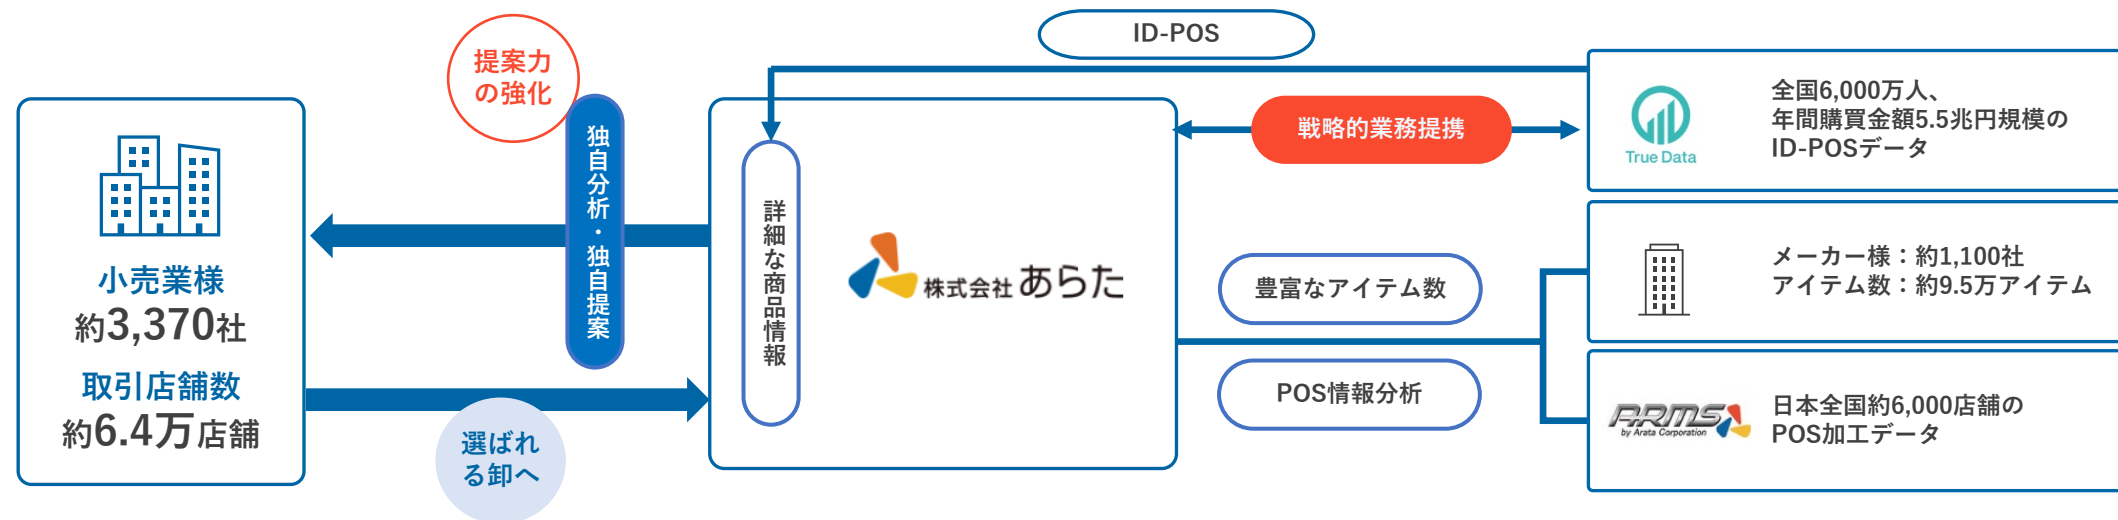 小売業様
約3,370社
取引店舗数
約6.4万店舗
提案力
の強化
独自分析・独自提案
選ばれ
る卸へ
詳細な商品情報
株式会社あらた
ID-POS
戦略的業務提携
豊富なアイテム数
POS情報分析
True Data
全国6,000万人、
年間購買金額5.5兆円規模の
ID-POSデータ
メーカー様：約1,100社
アイテム数：約9.5万アイテム
ARMS
by Arata Corporation
日本全国約6,000店舗の
POS加工データ